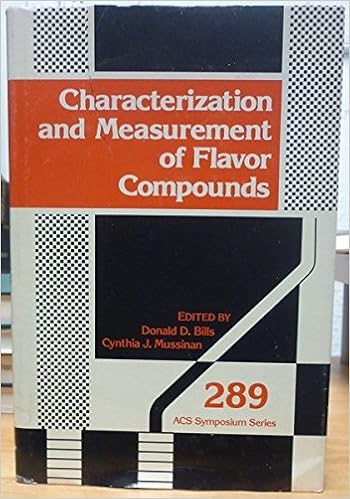 Characterization
and Measurement
of Flavor
Compounds
EDITED BY
Donald D. Bills
Cynthia J. Mussinan
289
ACS Symposium Series